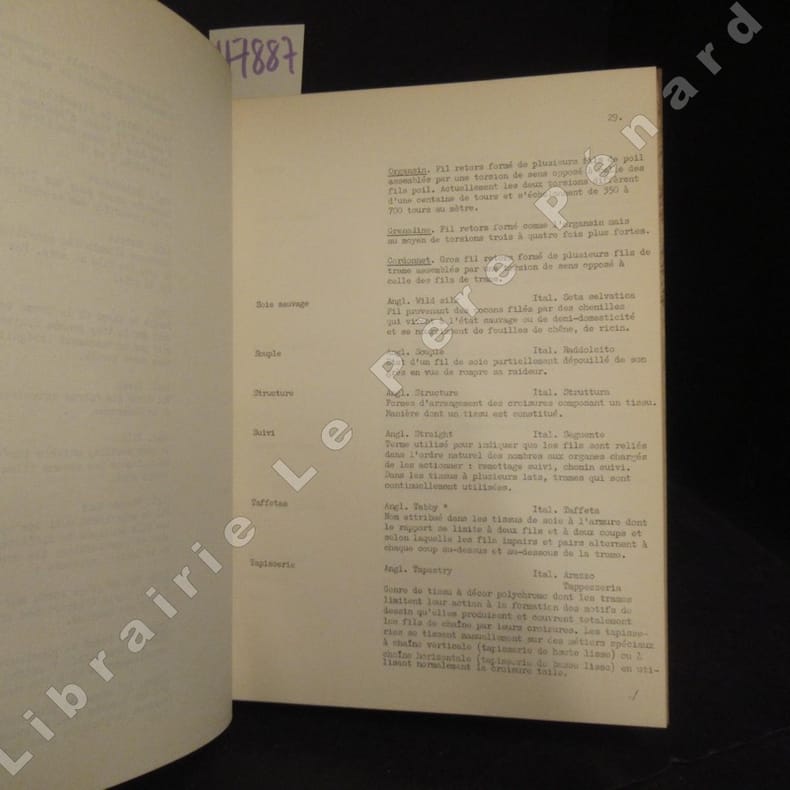 47887
29.
Organsin. Fil retors formé de plusieurs fils de poil
assemblés par une torsion de sens opposé à celle des
fils poil. Actuellement les deux torsions diffèrent
d'une centaine de tours et s'échelonnent de 350 à
700 tours au mètre.
Grenadine. Fil retors formé comme l'organsin mais
au moyen de torsions trois à quatre fois plus fortes.
Cordonnet. Gros fil retors formé de plusieurs fils de
trame assemblés par une torsion de sens opposé à
celle des fils de trame.
Soie sauvage
Angl. Wild silk Ital. Seta selvatica
Fil provenant des cocons filés par des chenilles
qui vivent à l'état sauvage ou de demi-domesticité
et se nourrissent de feuilles de chêne, de ricin.
Souple
Angl. Souple Ital. Raddolcito
Etat d'un fil de soie partiellement dépouillé de son
grès en vue de rompre sa raideur.
Structure
Angl. Structure Ital. Struttura
Formes d'arrangement des croisures composant un tissu.
Manière dont un tissu est constitué.
Suivi
Angl. Straight Ital. Seguente
Terme utilisé pour indiquer que les fils sont reliés
dans l'ordre naturel des nombres aux organes chargés
de les actionner : remettage suivi, chemin suivi.
Dans les tissus à plusieurs lats, trames qui sont
continuellement utilisées.
Taffetas
Angl. Tabby * Ital. Taffeta
Nom attribué dans les tissus de soie à l'armure dont
le rapport se limite à deux fils et à deux coups et
selon laquelle les fils impairs et pairs alternent à
chaque coup au-dessus et au-dessous de la trame.
Tapisserie
Angl. Tapestry Ital. Arazzo
Tappezzeria
Genre de tissu à décor polychrome dont les trames
limitent leur action à la formation des motifs de
dessin qu'elles produisent et couvrent totalement
les fils de chaîne par leurs croisures. Les tapisse-
ries se tissent manuellement sur des métiers spéciaux
à chaîne verticale (tapisserie de haute lisse) ou à
chaîne horizontale (tapisserie de basse lisse) en uti-
lisant normalement la croisure toile.
./
Librairie Le Pere Pénard